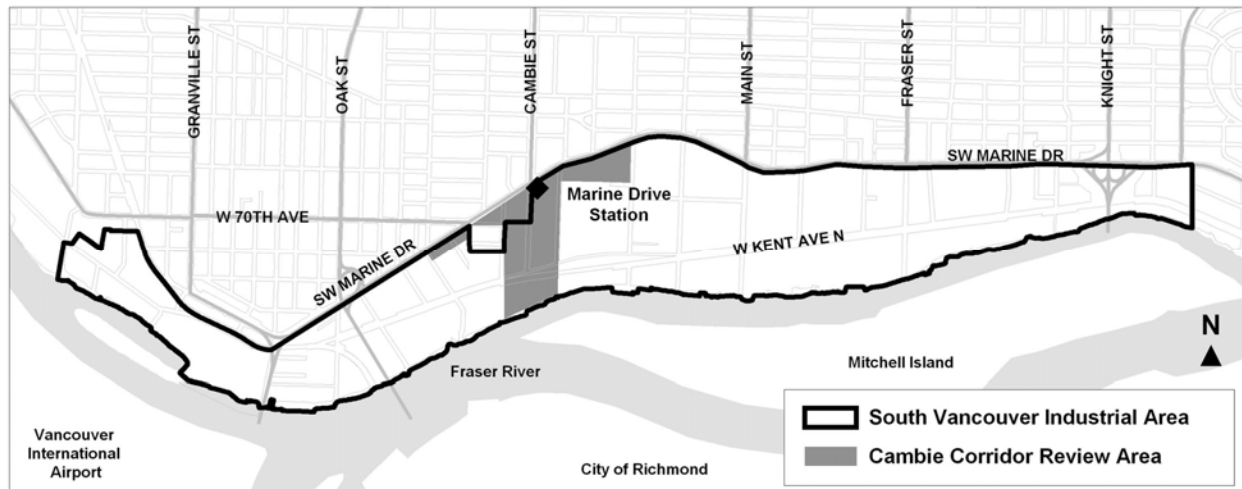 GRANVILLE ST
OAK ST
CAMBIE ST
MAIN ST
FRASER ST
KNIGHT ST
SW MARINE DR
Marine Drive
Station
W 70TH AVE
W KENT AVE N
SW MARINE DR
N
Mitchell Island
Fraser River
South Vancouver Industrial Area
Cambie Corridor Review Area
Vancouver
International
Airport
City of Richmond